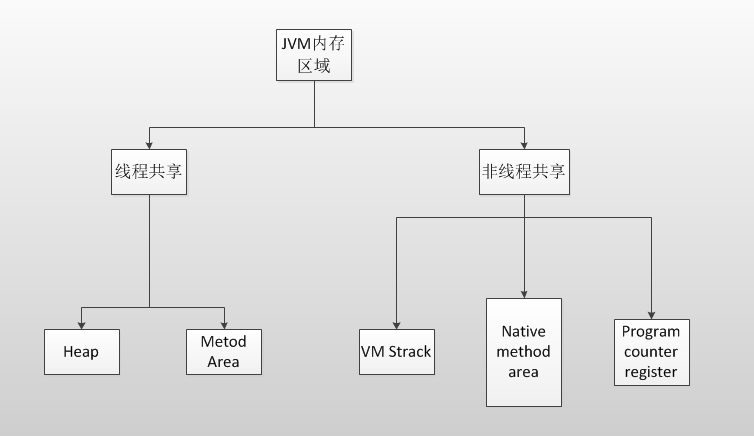 JVM内存
区域
线程共享
非线程共享
Heap
Metod
Area
VM Strack
Native
method
area
Program
counter
register